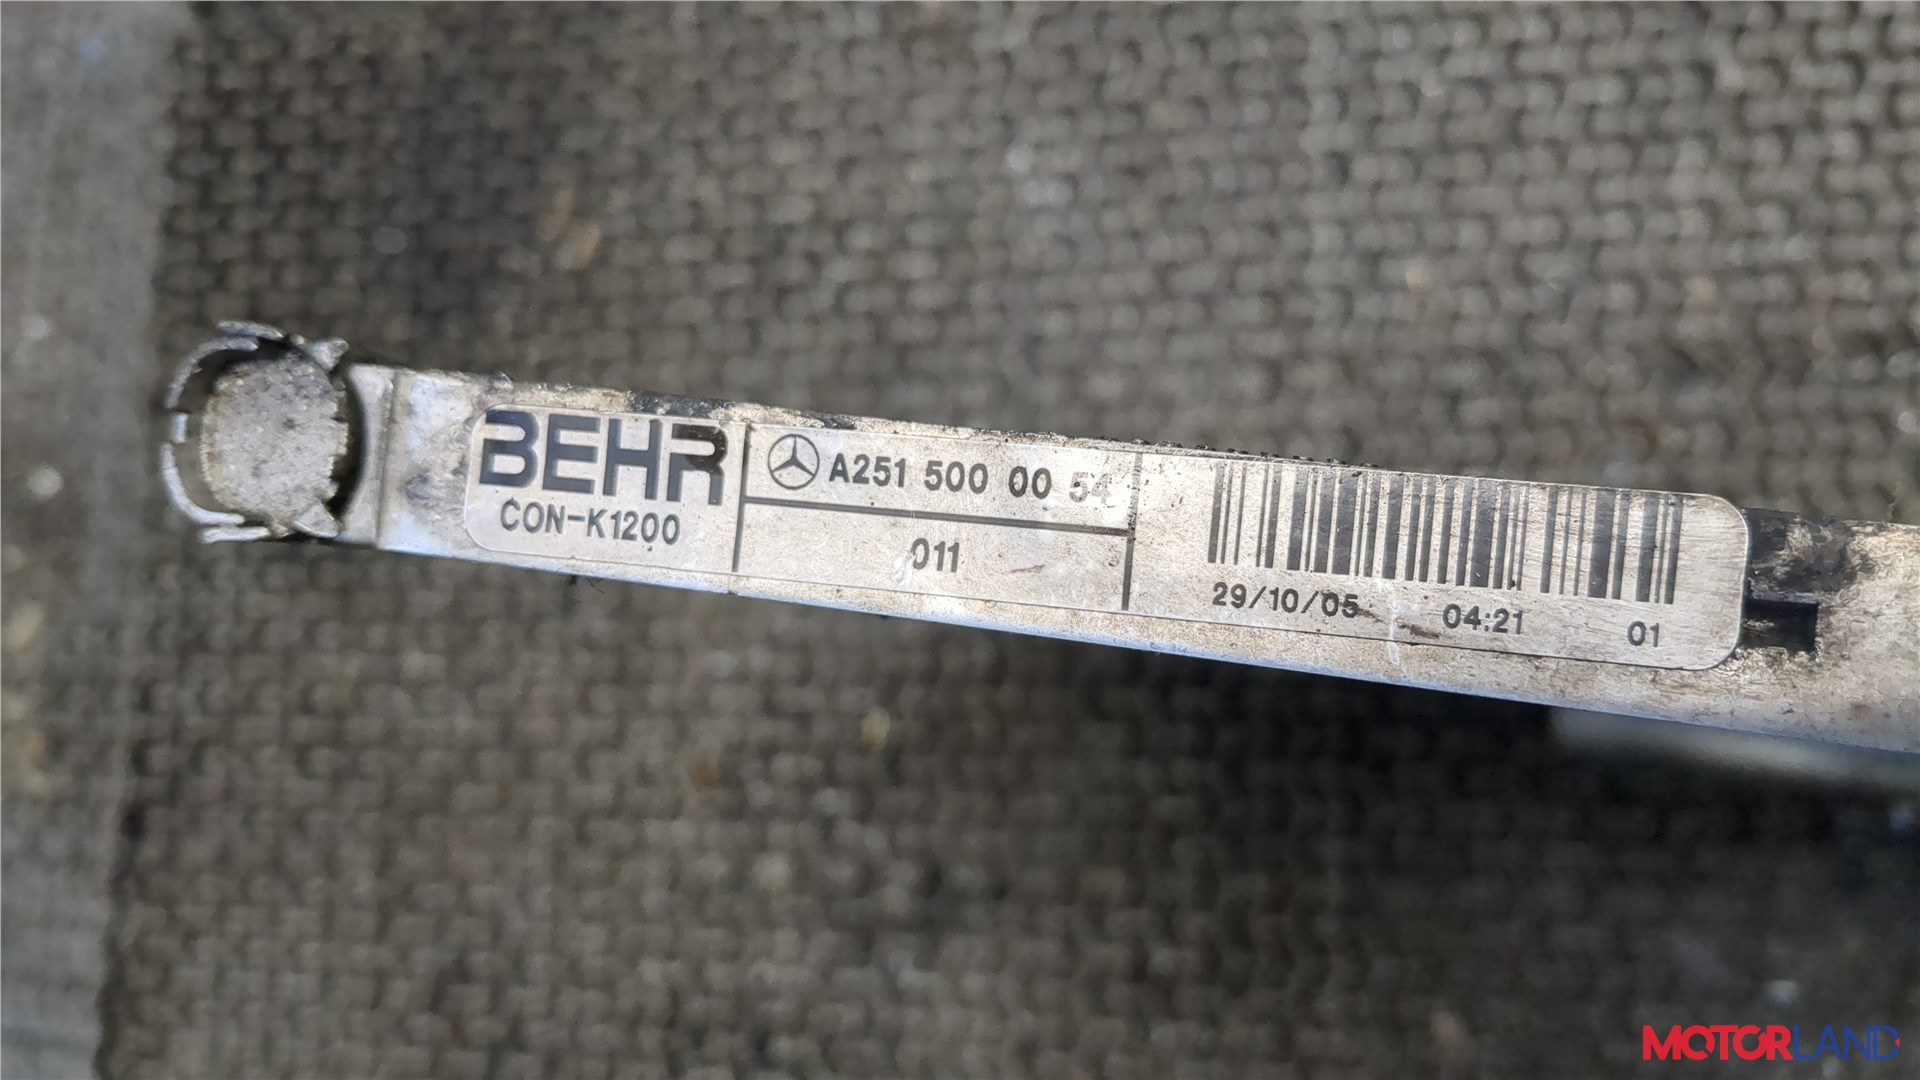 BEHR
CON-K1200
A251 500 00 54
011
29/10/05 04:21 01
MOTORLAND